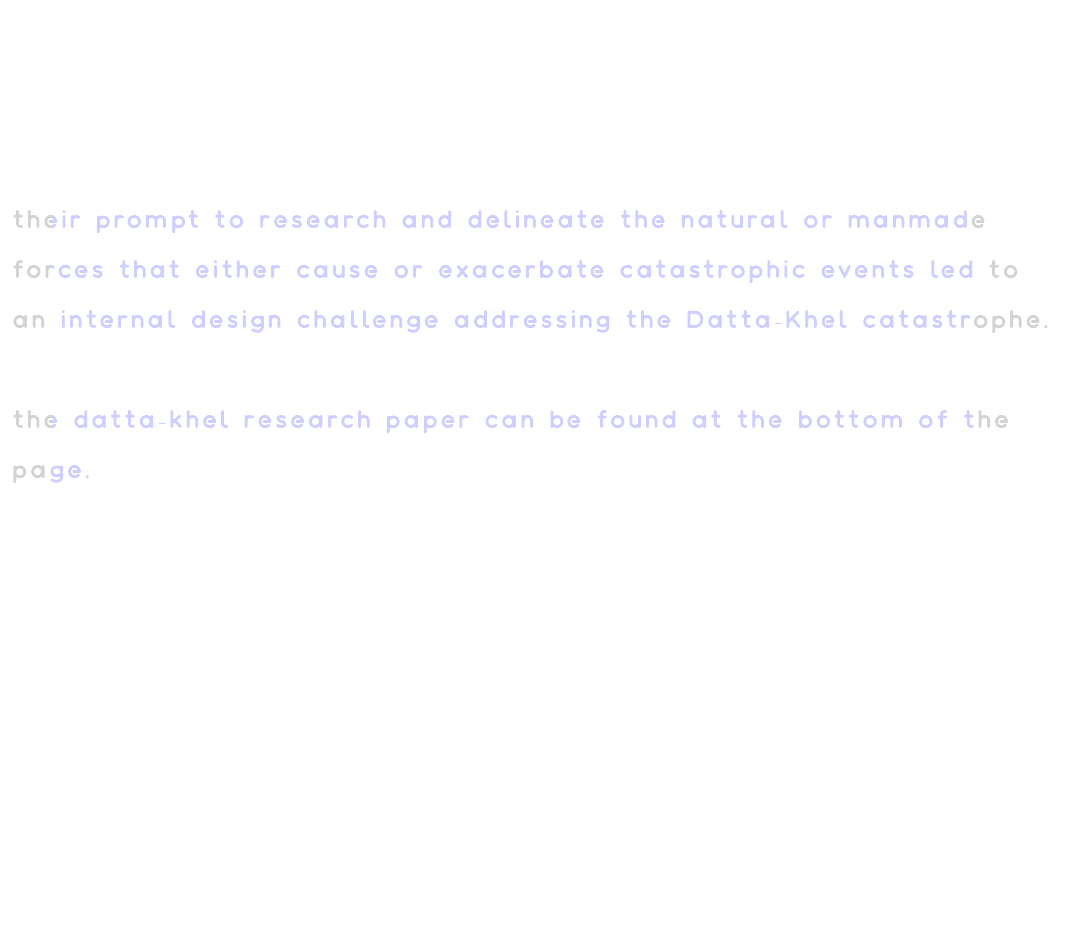 their prompt to research and delineate the natural or manmade
forces that either cause or exacerbate catastrophic events led to
an internal design challenge addressing the Datta-Khel catastrophe.
the datta-khel research paper can be found at the bottom of the
page.